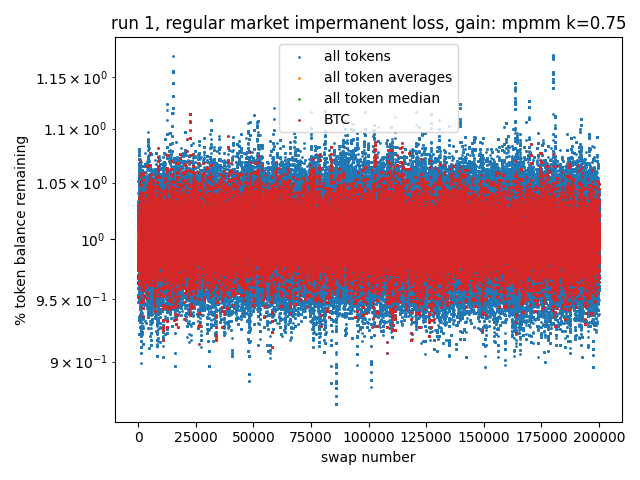 run 1, regular market impermanent loss, gain: mpmm k=0.75
all tokens
all token averages
all token median
BTC
% token balance remaining
1.15 × 10⁰
1.1 × 10⁰
1.05 × 10⁰
10⁰
9.5 × 10⁻¹
9 × 10⁻¹
0 25000 50000 75000 100000 125000 150000 175000 200000
swap number